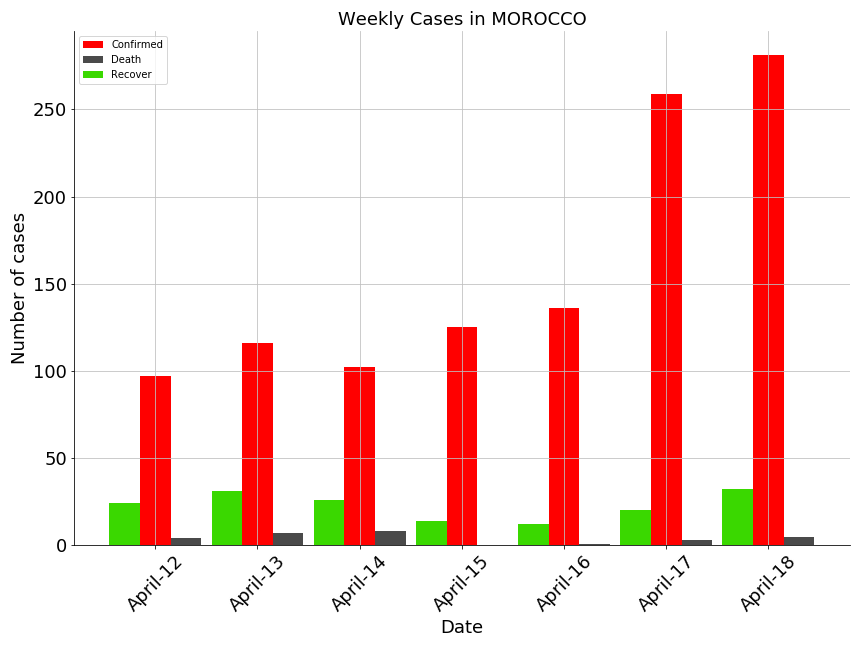 Weekly Cases in MOROCCO
Confirmed
Death
Recover
Number of cases
250
200
150
100
50
0
April-12
April-13
April-14
April-15
April-16
April-17
April-18
Date